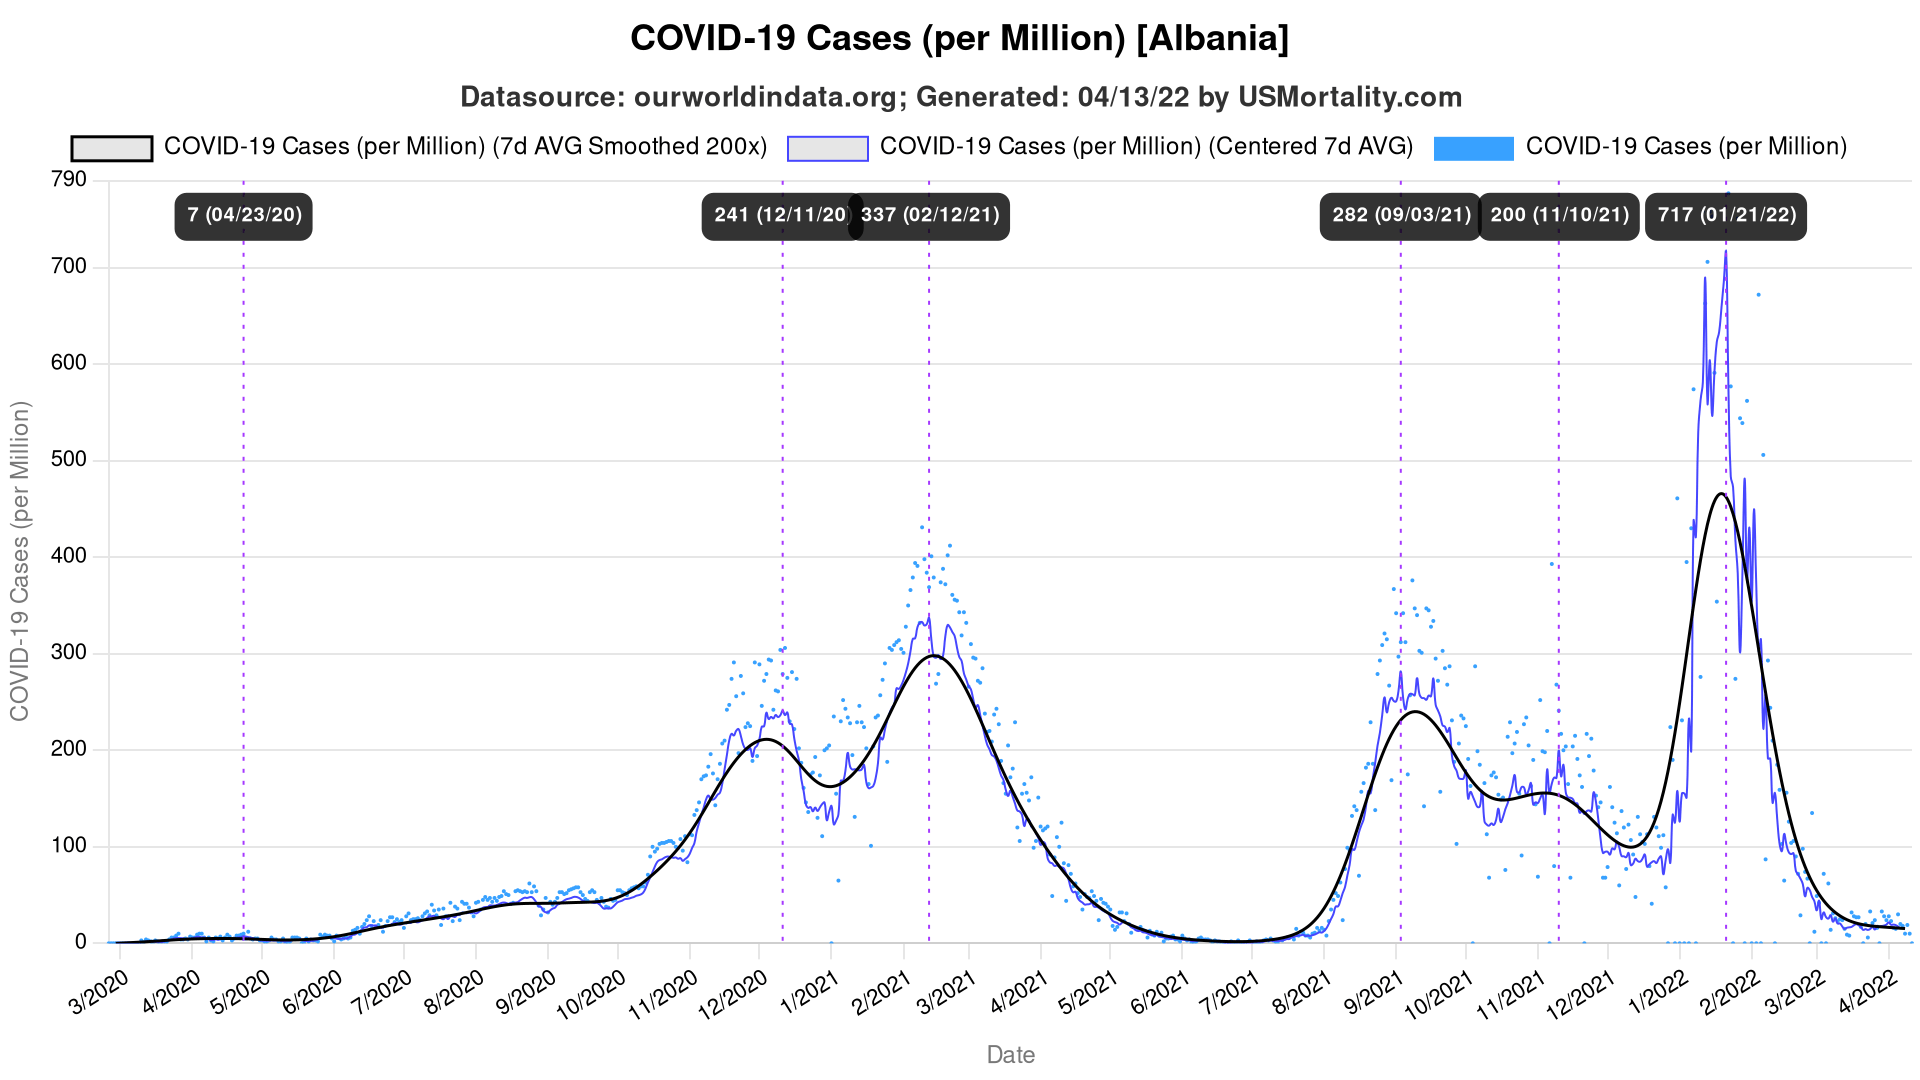 COVID-19 Cases (per Million) [Albania]
Datasource: ourworldindata.org; Generated: 04/13/22 by USMortality.com
COVID-19 Cases (per Million) (7d AVG Smoothed 200x) COVID-19 Cases (per Million) (Centered 7d AVG) COVID-19 Cases (per Million)
790
7 (04/23/20) 241 (12/11/20) 337 (02/12/21) 282 (09/03/21) 200 (11/10/21) 717 (01/21/22)
700
600
500
400
300
200
100
0
COVID-19 Cases (per Million)
3/2020 4/2020 5/2020 6/2020 7/2020 8/2020 9/2020 10/2020 11/2020 12/2020 1/2021 2/2021 3/2021 4/2021 5/2021 6/2021 7/2021 8/2021 9/2021 10/2021 11/2021 12/2021 1/2022 2/2022 3/2022 4/2022
Date